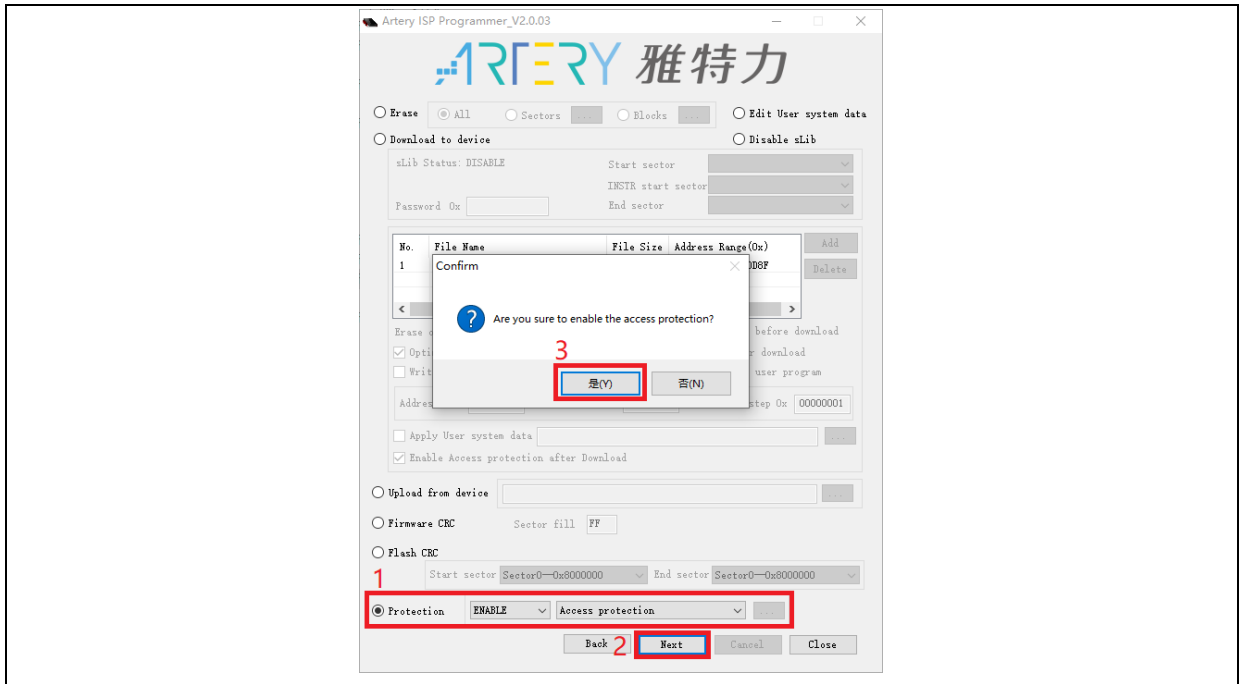 Artery ISP Programmer_V2.0.03
ARTERY 雅特力
Erase All Sectors ... Blocks ... Edit User system data
Download to device Disable sLib
sLib Status: DISABLE Start sector
INSTR start sector
Password 0x End sector
No. File Name File Size Address Range(0x) Add
1 0D8F Delete
Confirm
Are you sure to enable the access protection?
3
是(Y) 否(N)
Erase before download
download
user program
step 0x 00000001
Apply User system data ...
Enable Access protection after Download
Upload from device ...
Firmware CRC Sector fill FF
Flash CRC
1
Start sector Sector0—0x8000000 End sector Sector0—0x8000000
Protection ENABLE Access protection ...
Back 2 Next Cancel Close